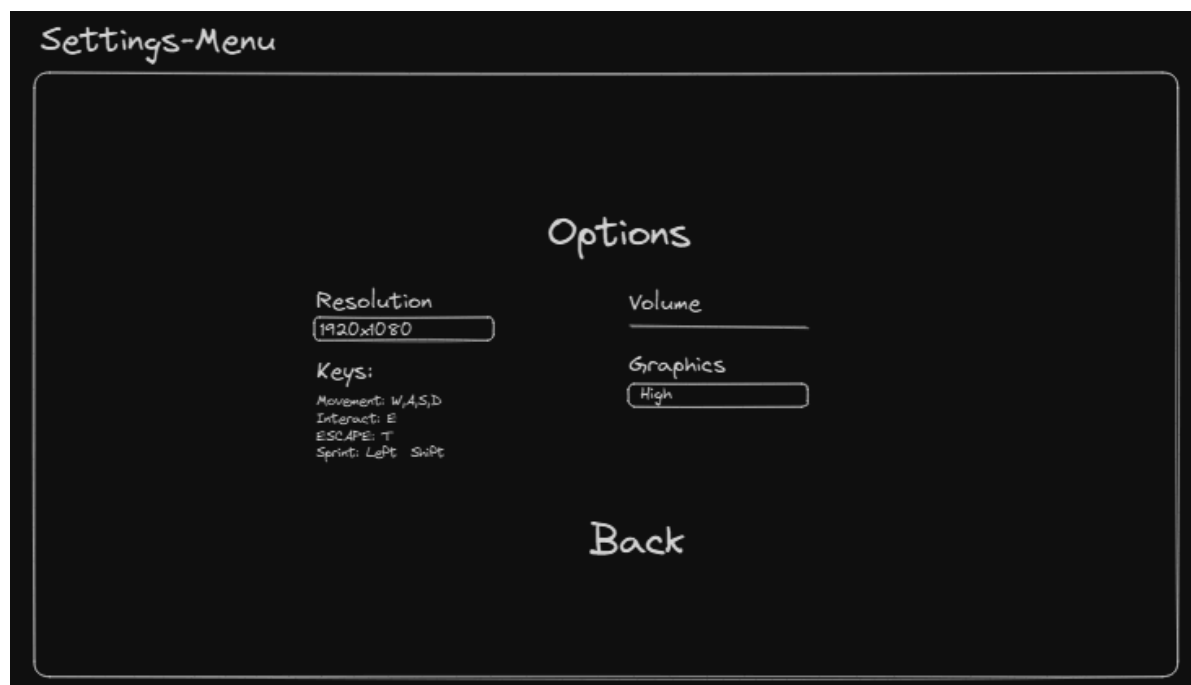 Settings-Menu
Options
Resolution
1920x1080
Keys:
Movement: W,A,S,D
Interact: E
ESCAPE: T
Sprint: Left Shift
Volume
Graphics
High
Back